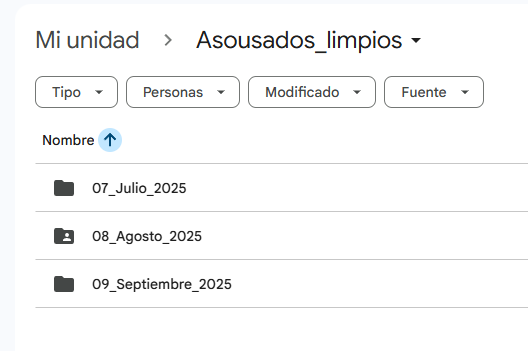 Mi unidad > Asousados_limpios
Tipo Personas Modificado Fuente
Nombre
07_Julio_2025
08_Agosto_2025
09_Septiembre_2025